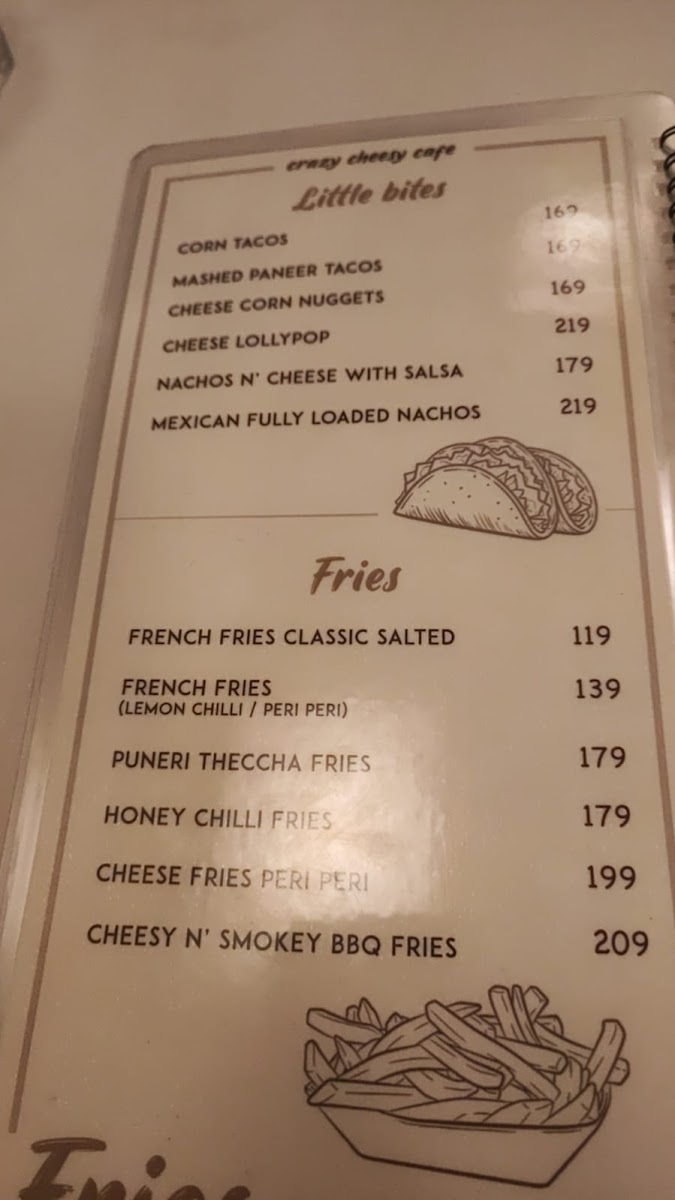 crazy cheesy cafe
Little bites
CORN TACOS 169
MASHED PANEER TACOS 169
CHEESE CORN NUGGETS 169
CHEESE LOLLYPOP 219
NACHOS N' CHEESE WITH SALSA 179
MEXICAN FULLY LOADED NACHOS 219
Fries
FRENCH FRIES CLASSIC SALTED 119
FRENCH FRIES 139
(LEMON CHILLI / PERI PERI)
PUNERI THECCHA FRIES 179
HONEY CHILLI FRIES 179
CHEESE FRIES PERI PERI 199
CHEESY N' SMOKEY BBQ FRIES 209
Fries